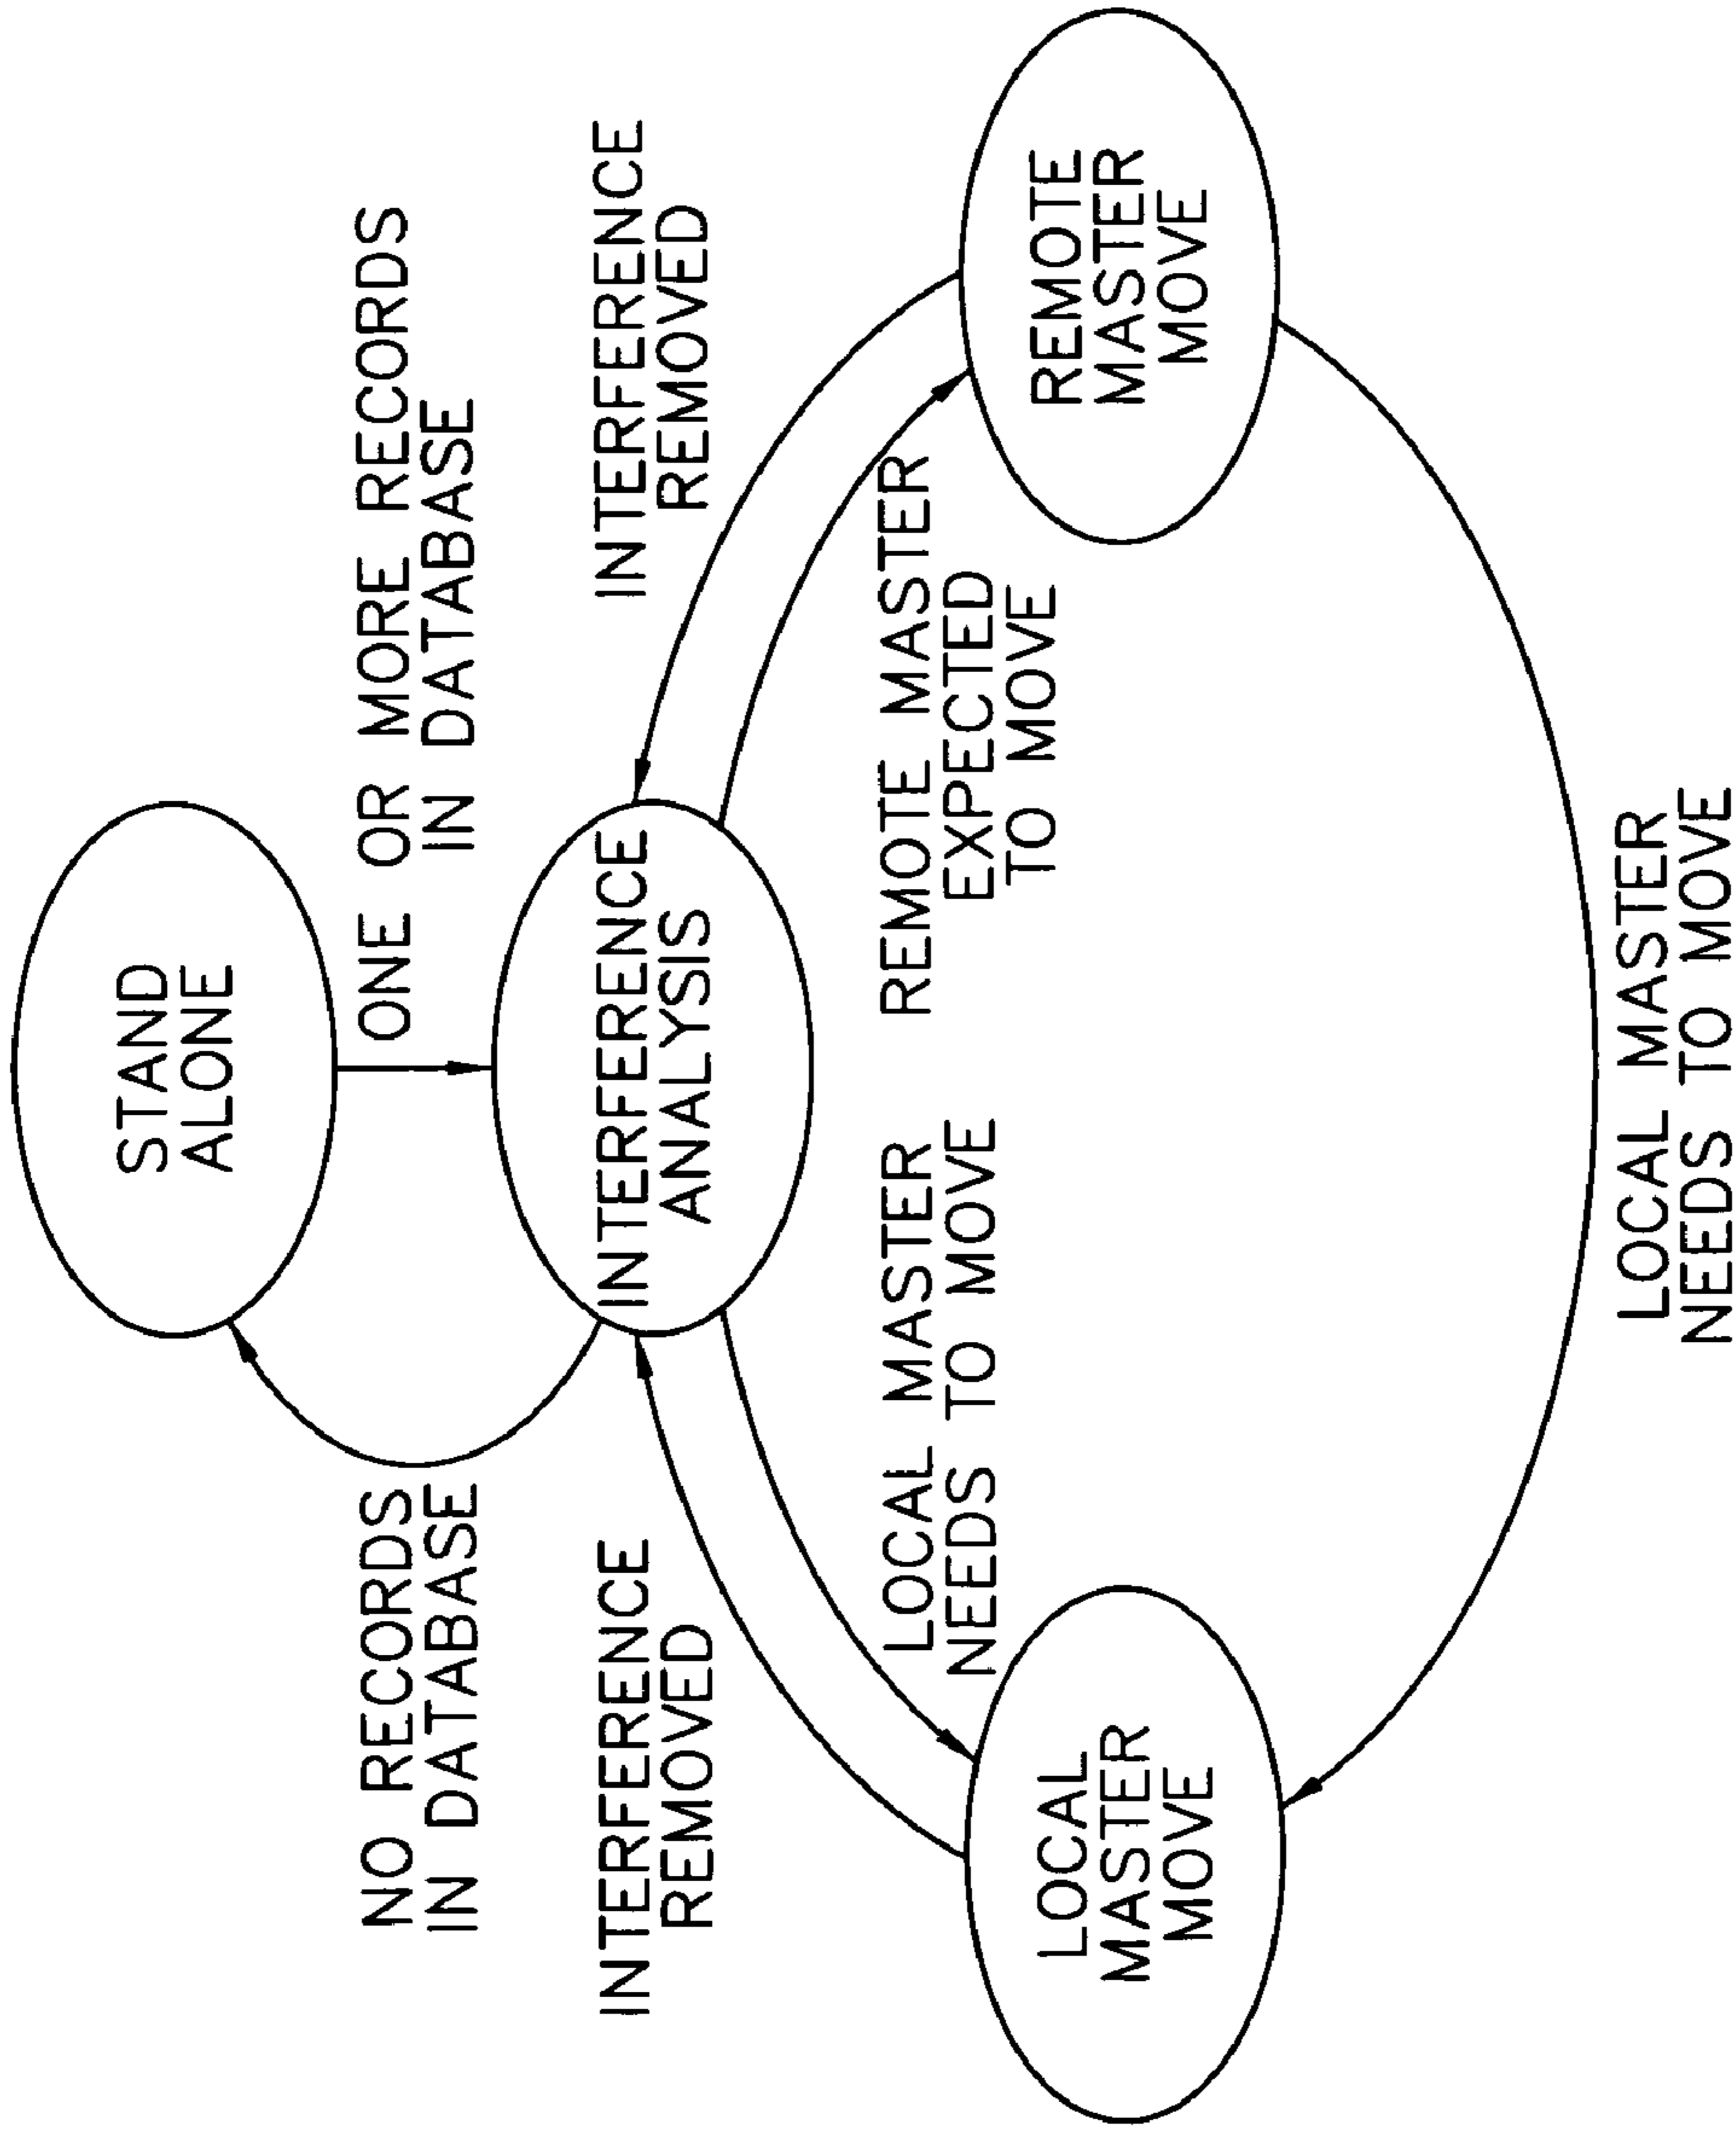 STAND
ALONE
NO RECORDS
IN DATABASE
ONE OR MORE RECORDS
IN DATABASE
INTERFERENCE
REMOVED
INTERFERENCE
ANALYSIS
INTERFERENCE
REMOVED
LOCAL MASTER
NEEDS TO MOVE
REMOTE MASTER
EXPECTED
TO MOVE
LOCAL
MASTER
MOVE
REMOTE
MASTER
MOVE
LOCAL MASTER
NEEDS TO MOVE